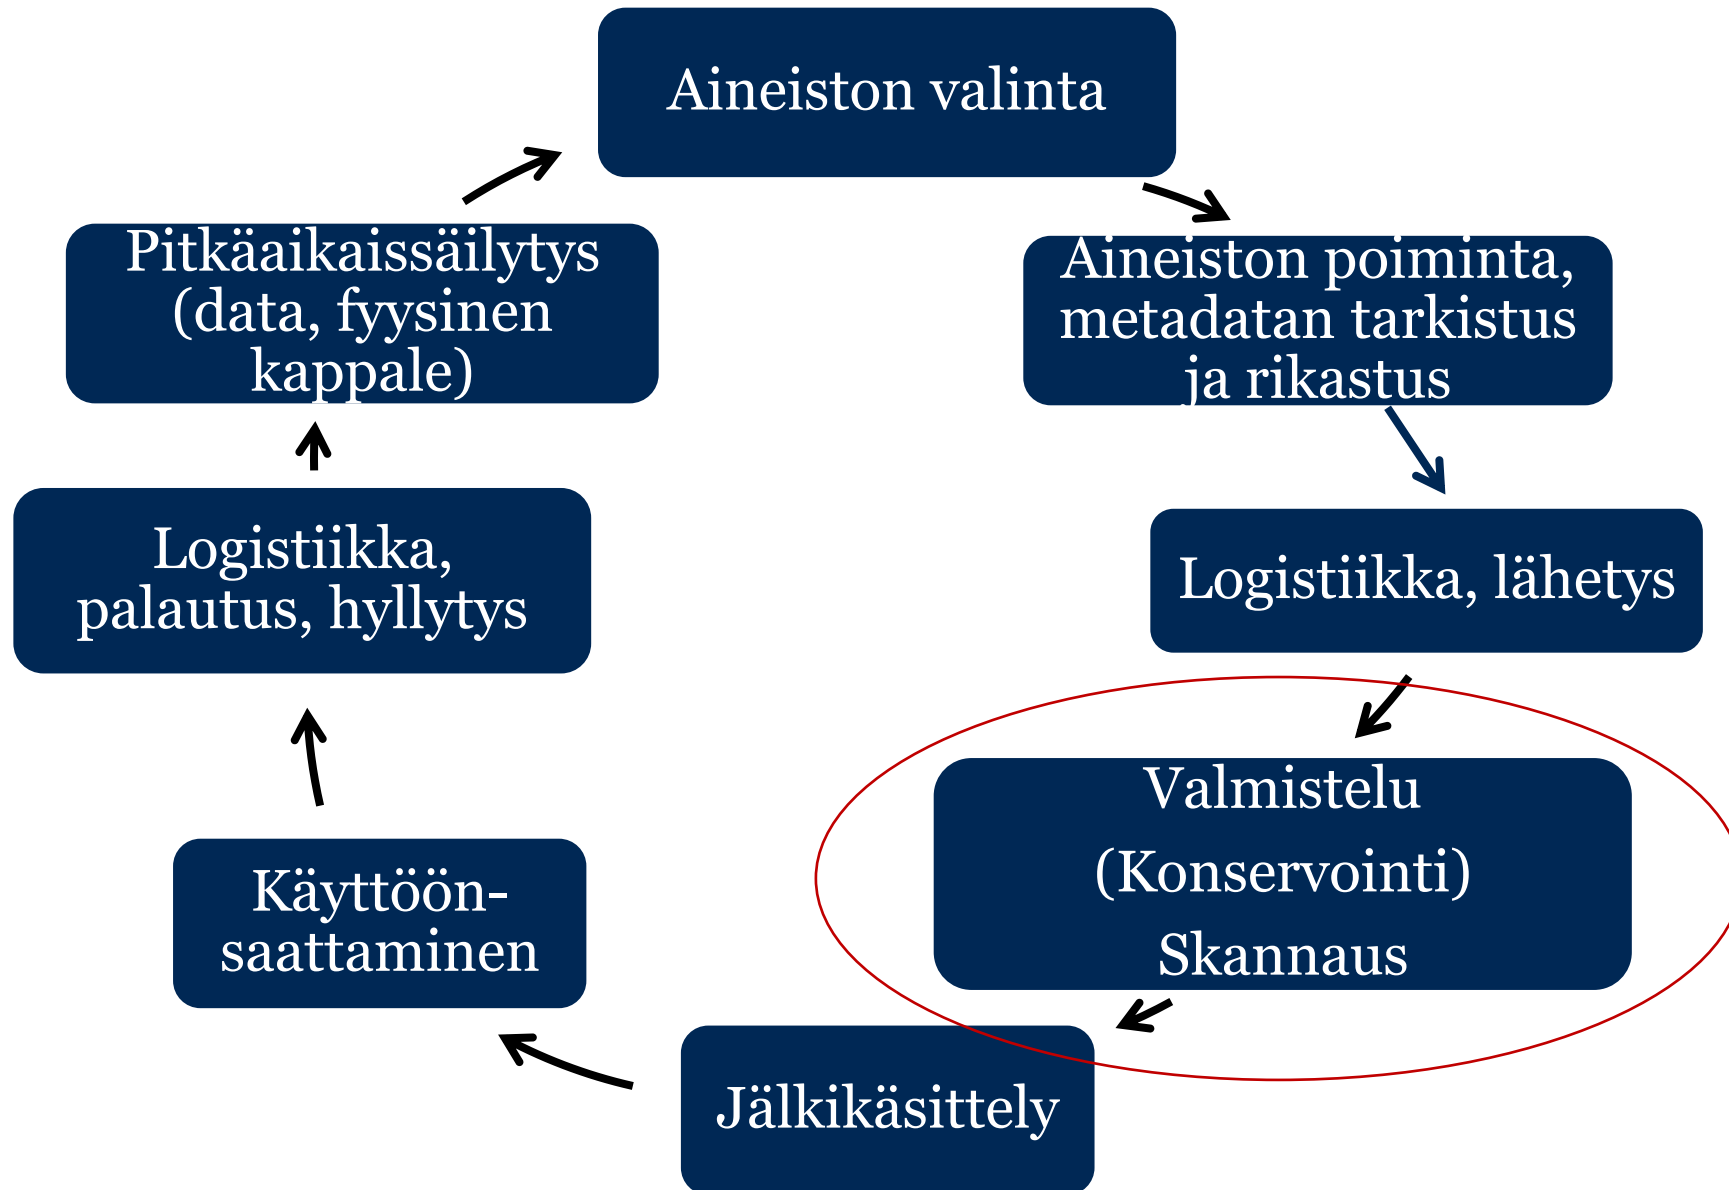 Aineiston valinta
Aineiston poiminta,
metadatan tarkistus
ja rikastus
Logistiikka, lähetys
Valmistelu
(Konservointi)
Skannaus
Jälkikäsittely
Käyttöön-
saattaminen
Logistiikka,
palautus, hyllytys
Pitkäaikaissäilytys
(data, fyysinen
kappale)